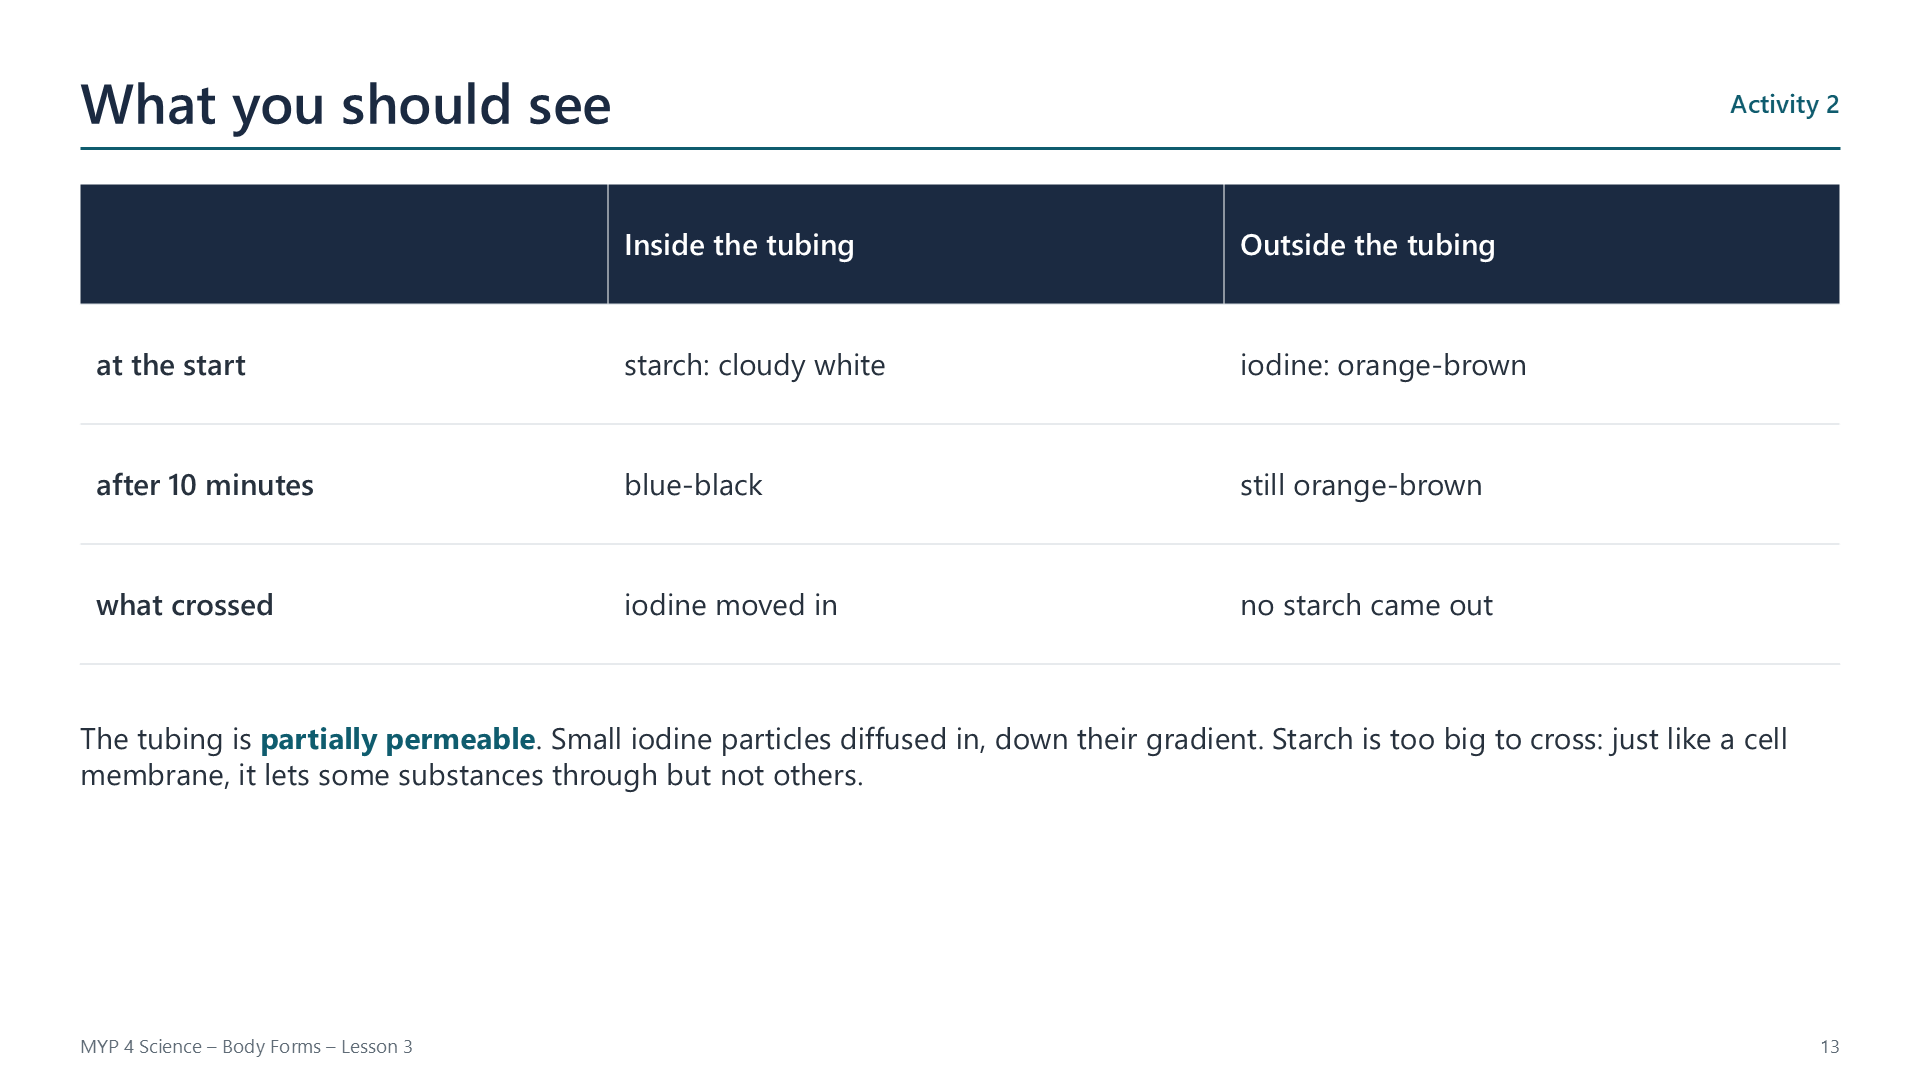 What you should see
Activity 2
Inside the tubing
Outside the tubing
at the start
starch: cloudy white
iodine: orange-brown
after 10 minutes
blue-black
still orange-brown
what crossed
iodine moved in
no starch came out
The tubing is partially permeable. Small iodine particles diffused in, down their gradient. Starch is too big to cross: just like a cell
membrane, it lets some substances through but not others.
MYP 4 Science – Body Forms – Lesson 3
13